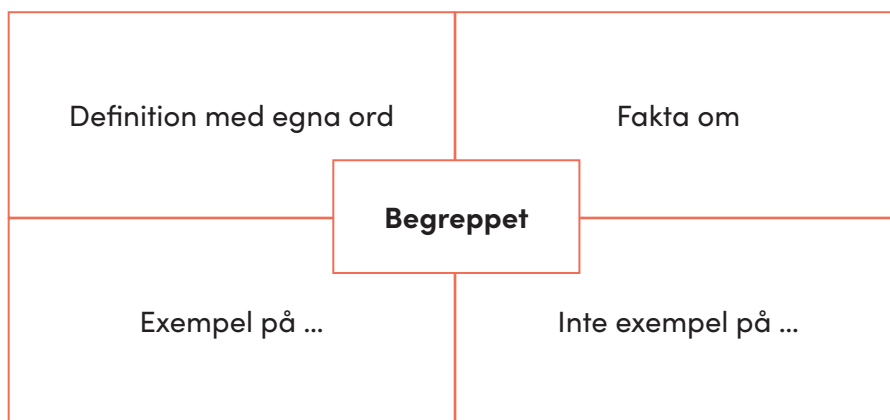 Definition med egna ord
Fakta om
Begreppet
Exempel på ...
Inte exempel på ...